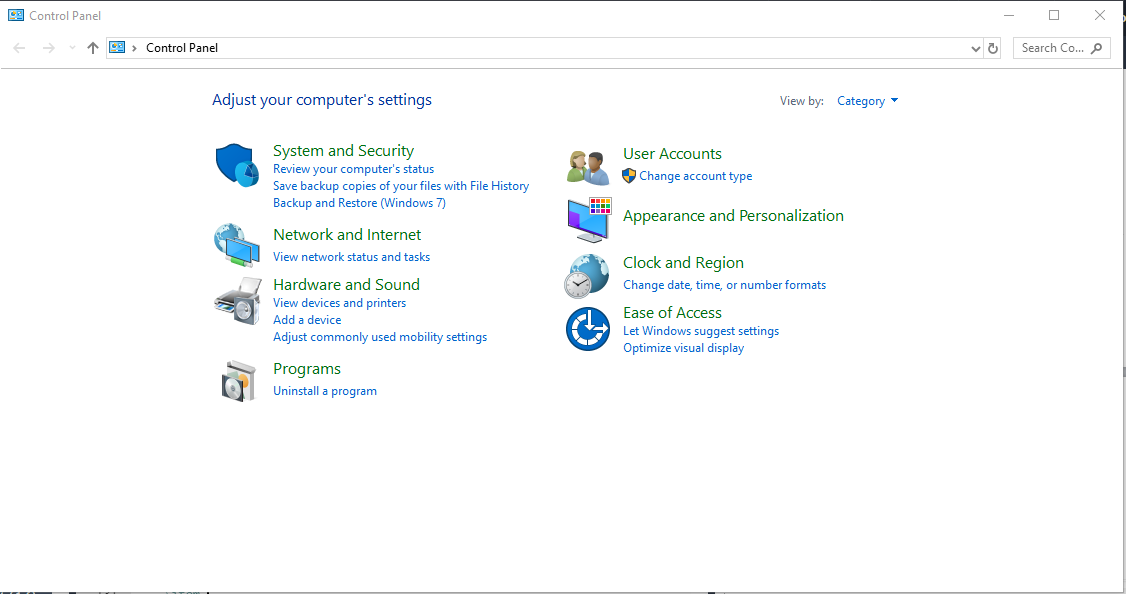 Control Panel
Control Panel
Search Co...
Adjust your computer's settings
View by: Category
System and Security
Review your computer's status
Save backup copies of your files with File History
Backup and Restore (Windows 7)
Network and Internet
View network status and tasks
Hardware and Sound
View devices and printers
Add a device
Adjust commonly used mobility settings
Programs
Uninstall a program
User Accounts
Change account type
Appearance and Personalization
Clock and Region
Change date, time, or number formats
Ease of Access
Let Windows suggest settings
Optimize visual display